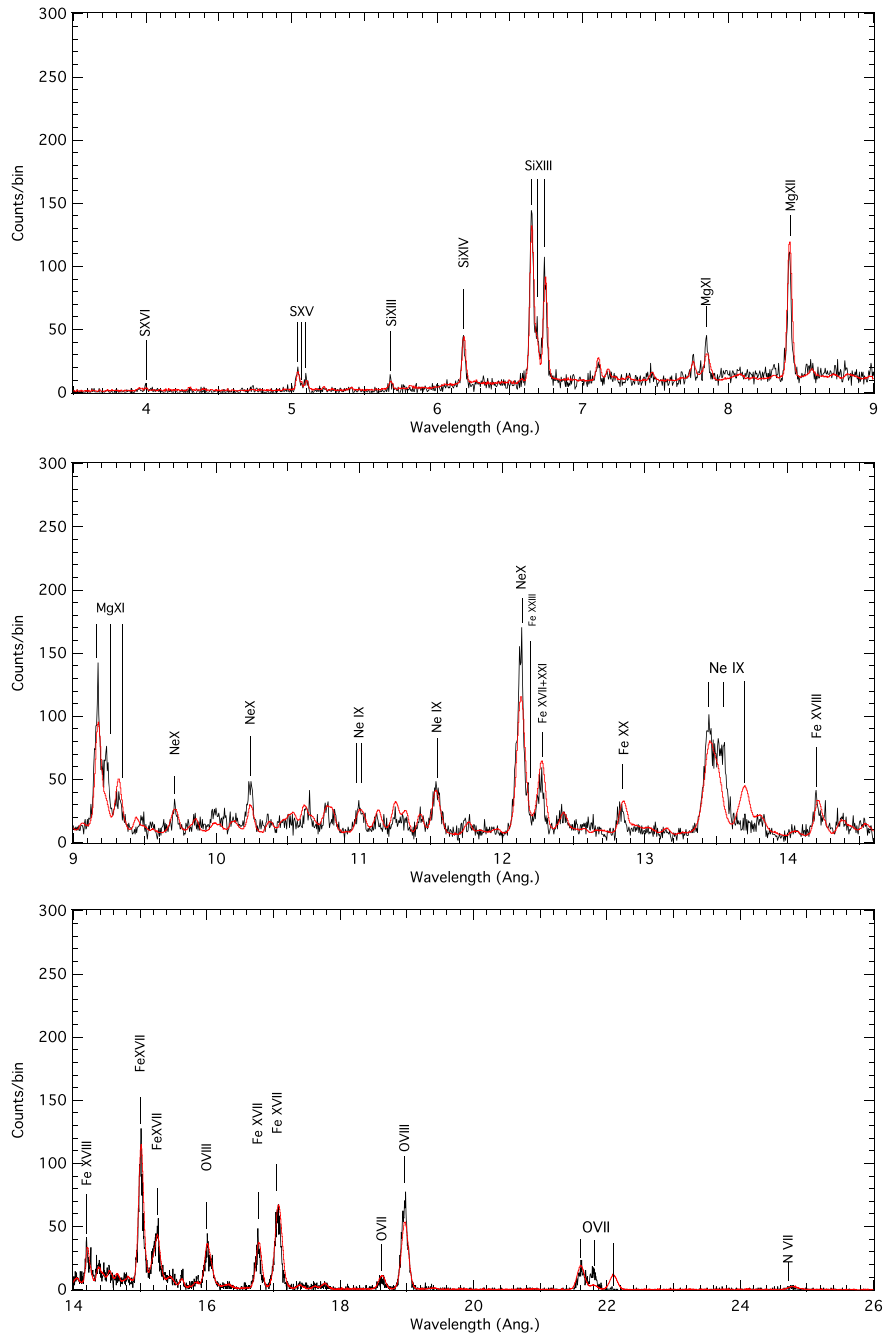 300
250
200
150
100
50
0
Counts/bin
SXVI
SXV
SiXIII
SiXIV
SiXIII
MgXI
MgXII
4 5 6 7 8 9
Wavelength (Ang.)
300
250
200
150
100
50
0
Counts/bin
MgXI
NeX
NeX
Ne IX
Ne IX
NeX
Fe XXIII
Fe XVII+XXI
Fe XX
Ne IX
Fe XVIII
9 10 11 12 13 14
Wavelength (Ang.)
300
250
200
150
100
50
0
Counts/bin
Fe XVIII
FeXVII
FeXVII
OVIII
Fe XVII
Fe XVII
OVII
OVIII
OVII
N VII
14 16 18 20 22 24 26
Wavelength (Ang.)